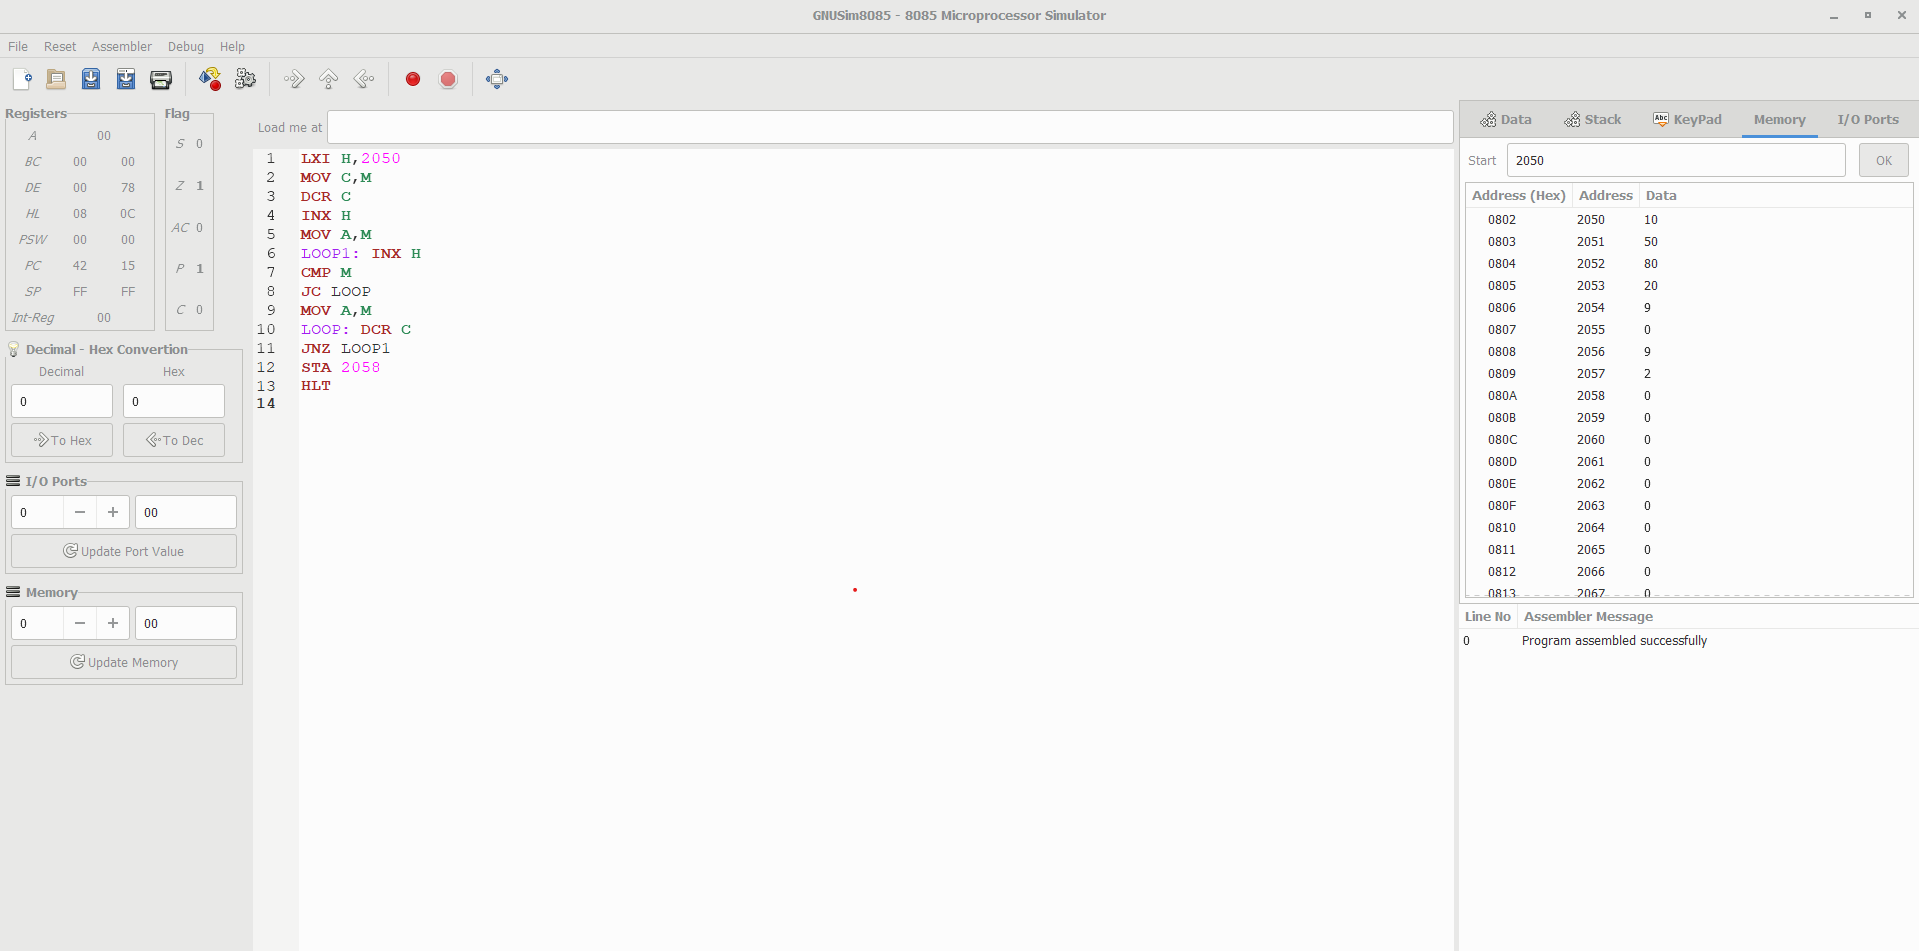 GNUSim8085 - 8085 Microprocessor Simulator
File Reset Assembler Debug Help
Registers
A 00
BC 00 00
DE 00 78
HL 08 0C
PSW 00 00
PC 42 15
SP FF FF
Int-Reg 00
Flag
S 0
Z 1
AC 0
P 1
C 0
Decimal - Hex Convertion
Decimal Hex
0 0
To Hex To Dec
I/O Ports
0 − + 00
Update Port Value
Memory
0 − + 00
Update Memory
Load me at
1 LXI H,2050
2 MOV C,M
3 DCR C
4 INX H
5 MOV A,M
6 LOOP1: INX H
7 CMP M
8 JC LOOP
9 MOV A,M
10 LOOP: DCR C
11 JNZ LOOP1
12 STA 2058
13 HLT
14
Data Stack Abc KeyPad Memory I/O Ports
Start 2050 OK
Address (Hex) Address Data
0802 2050 10
0803 2051 50
0804 2052 80
0805 2053 20
0806 2054 9
0807 2055 0
0808 2056 9
0809 2057 2
080A 2058 0
080B 2059 0
080C 2060 0
080D 2061 0
080E 2062 0
080F 2063 0
0810 2064 0
0811 2065 0
0812 2066 0
0813 2067 0
Line No Assembler Message
0 Program assembled successfully